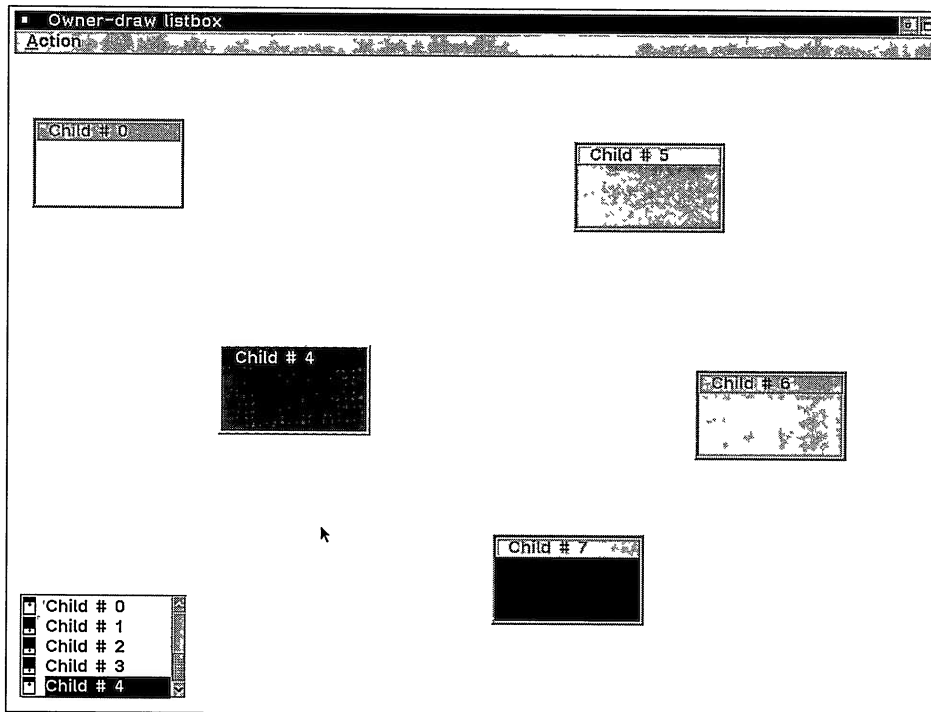 Owner-draw listbox
Action
Child # 0
Child # 5
Child # 4
Child # 6
Child # 7
Child # 0
Child # 1
Child # 2
Child # 3
Child # 4